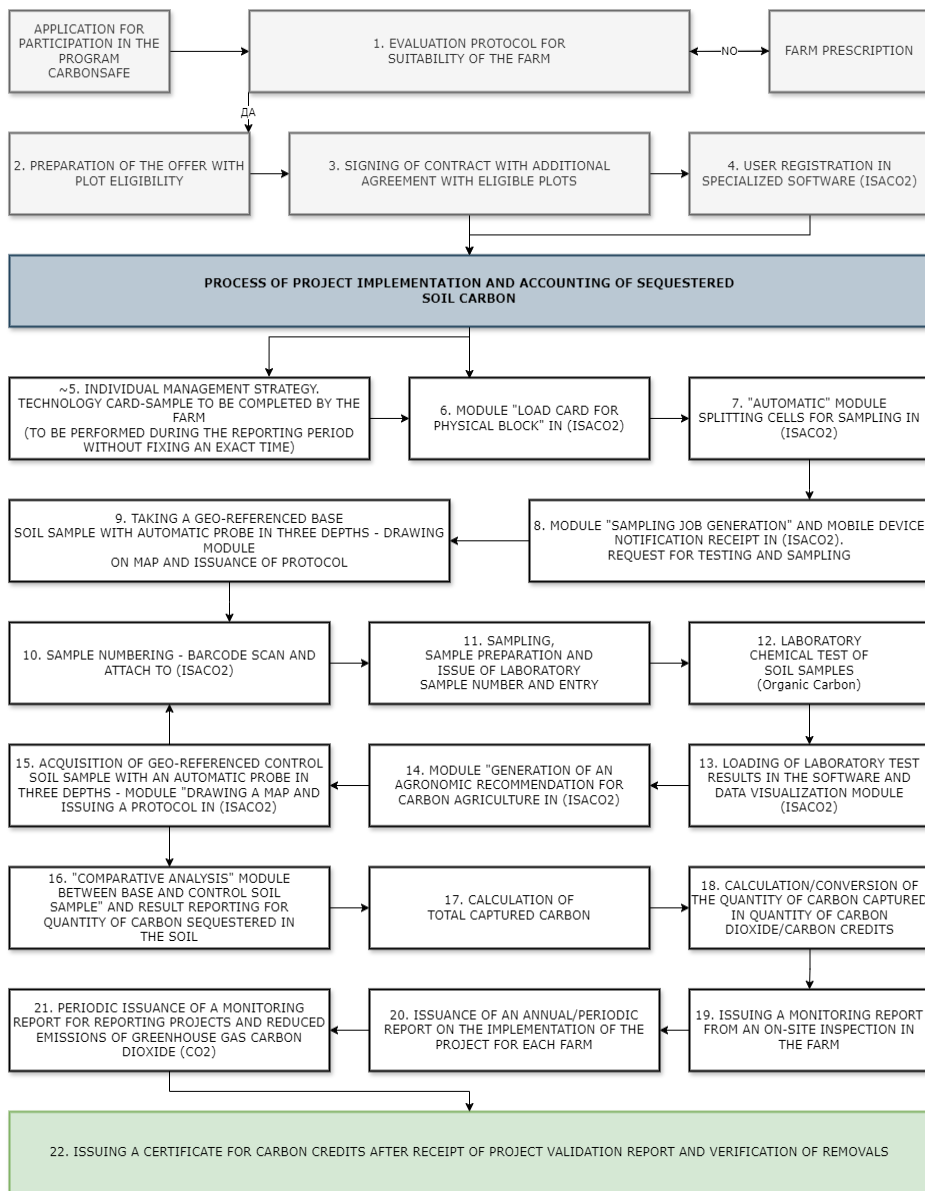 APPLICATION FOR
PARTICIPATION IN THE
PROGRAM
CARBONSAFE
1. EVALUATION PROTOCOL FOR
SUITABILITY OF THE FARM
NO
FARM PRESCRIPTION
ДА
2. PREPARATION OF THE OFFER WITH
PLOT ELIGIBILITY
3. SIGNING OF CONTRACT WITH ADDITIONAL
AGREEMENT WITH ELIGIBLE PLOTS
4. USER REGISTRATION IN
SPECIALIZED SOFTWARE (ISACO2)
PROCESS OF PROJECT IMPLEMENTATION AND ACCOUNTING OF SEQUESTERED
SOIL CARBON
~5. INDIVIDUAL MANAGEMENT STRATEGY.
TECHNOLOGY CARD-SAMPLE TO BE COMPLETED BY THE
FARM
(TO BE PERFORMED DURING THE REPORTING PERIOD
WITHOUT FIXING AN EXACT TIME)
6. MODULE "LOAD CARD FOR
PHYSICAL BLOCK" IN (ISACO2)
7. "AUTOMATIC" MODULE
SPLITTING CELLS FOR SAMPLING IN
(ISACO2)
9. TAKING A GEO-REFERENCED BASE
SOIL SAMPLE WITH AUTOMATIC PROBE IN THREE DEPTHS - DRAWING
MODULE
ON MAP AND ISSUANCE OF PROTOCOL
8. MODULE "SAMPLING JOB GENERATION" AND MOBILE DEVICE
NOTIFICATION RECEIPT IN (ISACO2).
REQUEST FOR TESTING AND SAMPLING
10. SAMPLE NUMBERING - BARCODE SCAN AND
ATTACH TO (ISACO2)
11. SAMPLING,
SAMPLE PREPARATION AND
ISSUE OF LABORATORY
SAMPLE NUMBER AND ENTRY
12. LABORATORY
CHEMICAL TEST OF
SOIL SAMPLES
(Organic Carbon)
15. ACQUISITION OF GEO-REFERENCED CONTROL
SOIL SAMPLE WITH AN AUTOMATIC PROBE IN
THREE DEPTHS - MODULE "DRAWING A MAP AND
ISSUING A PROTOCOL IN (ISACO2)
14. MODULE "GENERATION OF AN
AGRONOMIC RECOMMENDATION FOR
CARBON AGRICULTURE IN (ISACO2)
13. LOADING OF LABORATORY TEST
RESULTS IN THE SOFTWARE AND
DATA VISUALIZATION MODULE
(ISACO2)
16. "COMPARATIVE ANALYSIS" MODULE
BETWEEN BASE AND CONTROL SOIL
SAMPLE" AND RESULT REPORTING FOR
QUANTITY OF CARBON SEQUESTERED IN
THE SOIL
17. CALCULATION OF
TOTAL CAPTURED CARBON
18. CALCULATION/CONVERSION OF
THE QUANTITY OF CARBON CAPTURED
IN QUANTITY OF CARBON
DIOXIDE/CARBON CREDITS
21. PERIODIC ISSUANCE OF A MONITORING
REPORT FOR REPORTING PROJECTS AND REDUCED
EMISSIONS OF GREENHOUSE GAS CARBON
DIOXIDE (CO2)
20. ISSUANCE OF AN ANNUAL/PERIODIC
REPORT ON THE IMPLEMENTATION OF THE
PROJECT FOR EACH FARM
19. ISSUING A MONITORING REPORT
FROM AN ON-SITE INSPECTION IN
THE FARM
22. ISSUING A CERTIFICATE FOR CARBON CREDITS AFTER RECEIPT OF PROJECT VALIDATION REPORT AND VERIFICATION OF REMOVALS